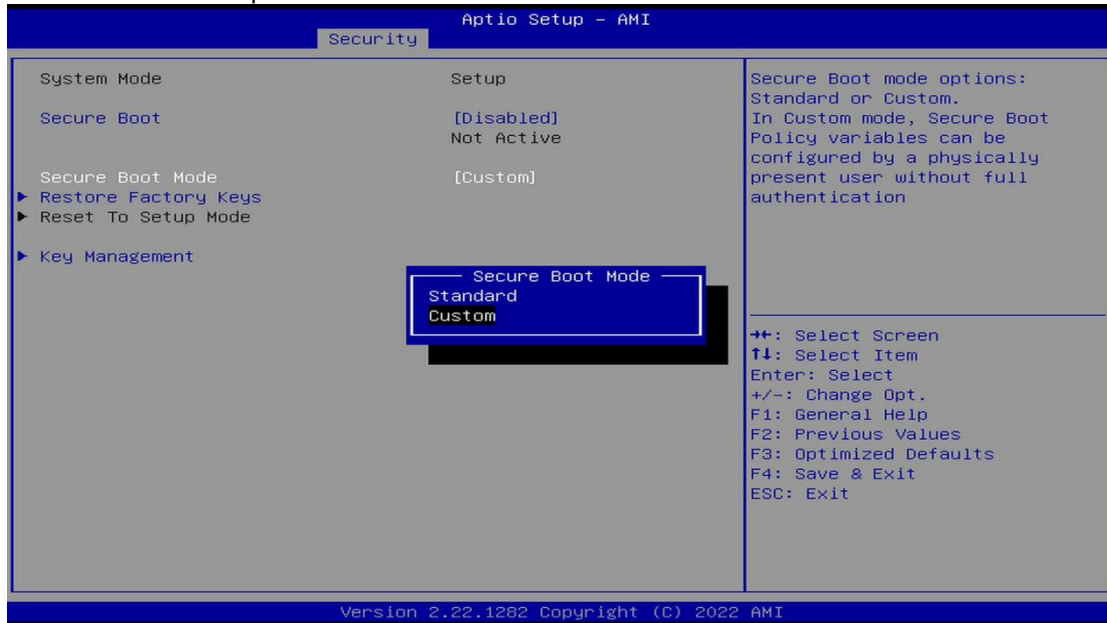 Aptio Setup – AMI
Security
System Mode Setup
Secure Boot [Disabled]
Not Active
Secure Boot Mode [Custom]
Restore Factory Keys
Reset To Setup Mode
Key Management
Secure Boot Mode
Standard
Custom
Secure Boot mode options:
Standard or Custom.
In Custom mode, Secure Boot
Policy variables can be
configured by a physically
present user without full
authentication
→←: Select Screen
↑↓: Select Item
Enter: Select
+/-: Change Opt.
F1: General Help
F2: Previous Values
F3: Optimized Defaults
F4: Save & Exit
ESC: Exit
Version 2.22.1282 Copyright (C) 2022 AMI